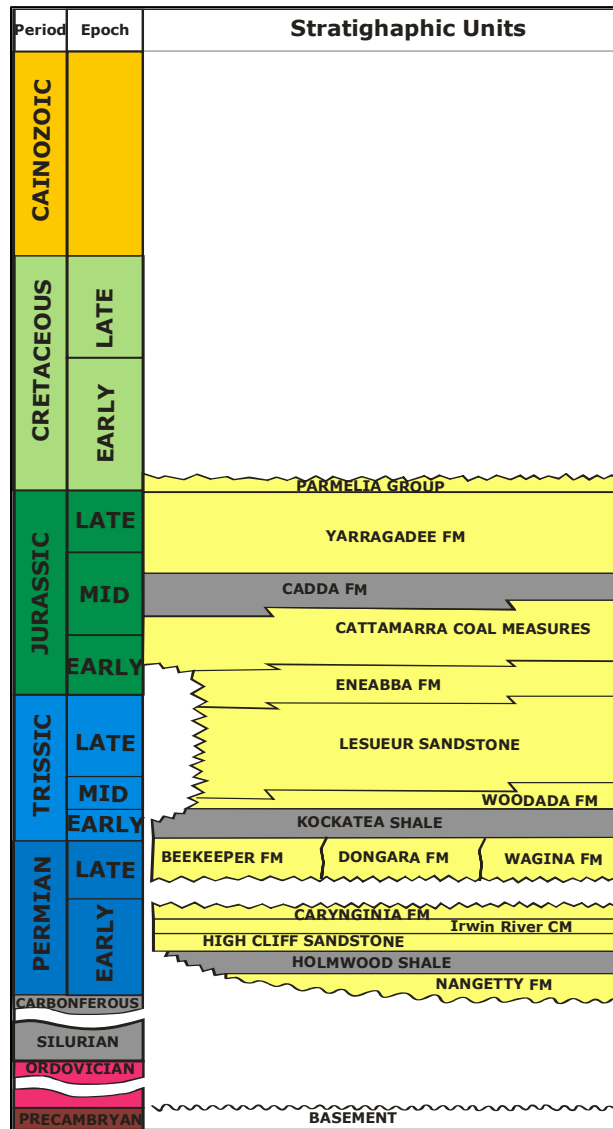 Period Epoch Stratighaphic Units
CAINOZOIC
CRETACEOUS
LATE
EARLY
PARMELIA GROUP
JURASSIC
LATE
YARRAGADEE FM
MID
CADDA FM
CATTAMARRA COAL MEASURES
EARLY
ENEABBA FM
TRISSIC
LATE
LESUEUR SANDSTONE
MID
WOODADA FM
EARLY
KOCKATEA SHALE
PERMIAN
LATE
BEEKEEPER FM DONGARA FM WAGINA FM
EARLY
CARYNGINIA FM
Irwin River CM
HIGH CLIFF SANDSTONE
HOLMWOOD SHALE
NANGETTY FM
CARBONFEROUS
SILURIAN
ORDOVICIAN
PRECAMBRYAN BASEMENT